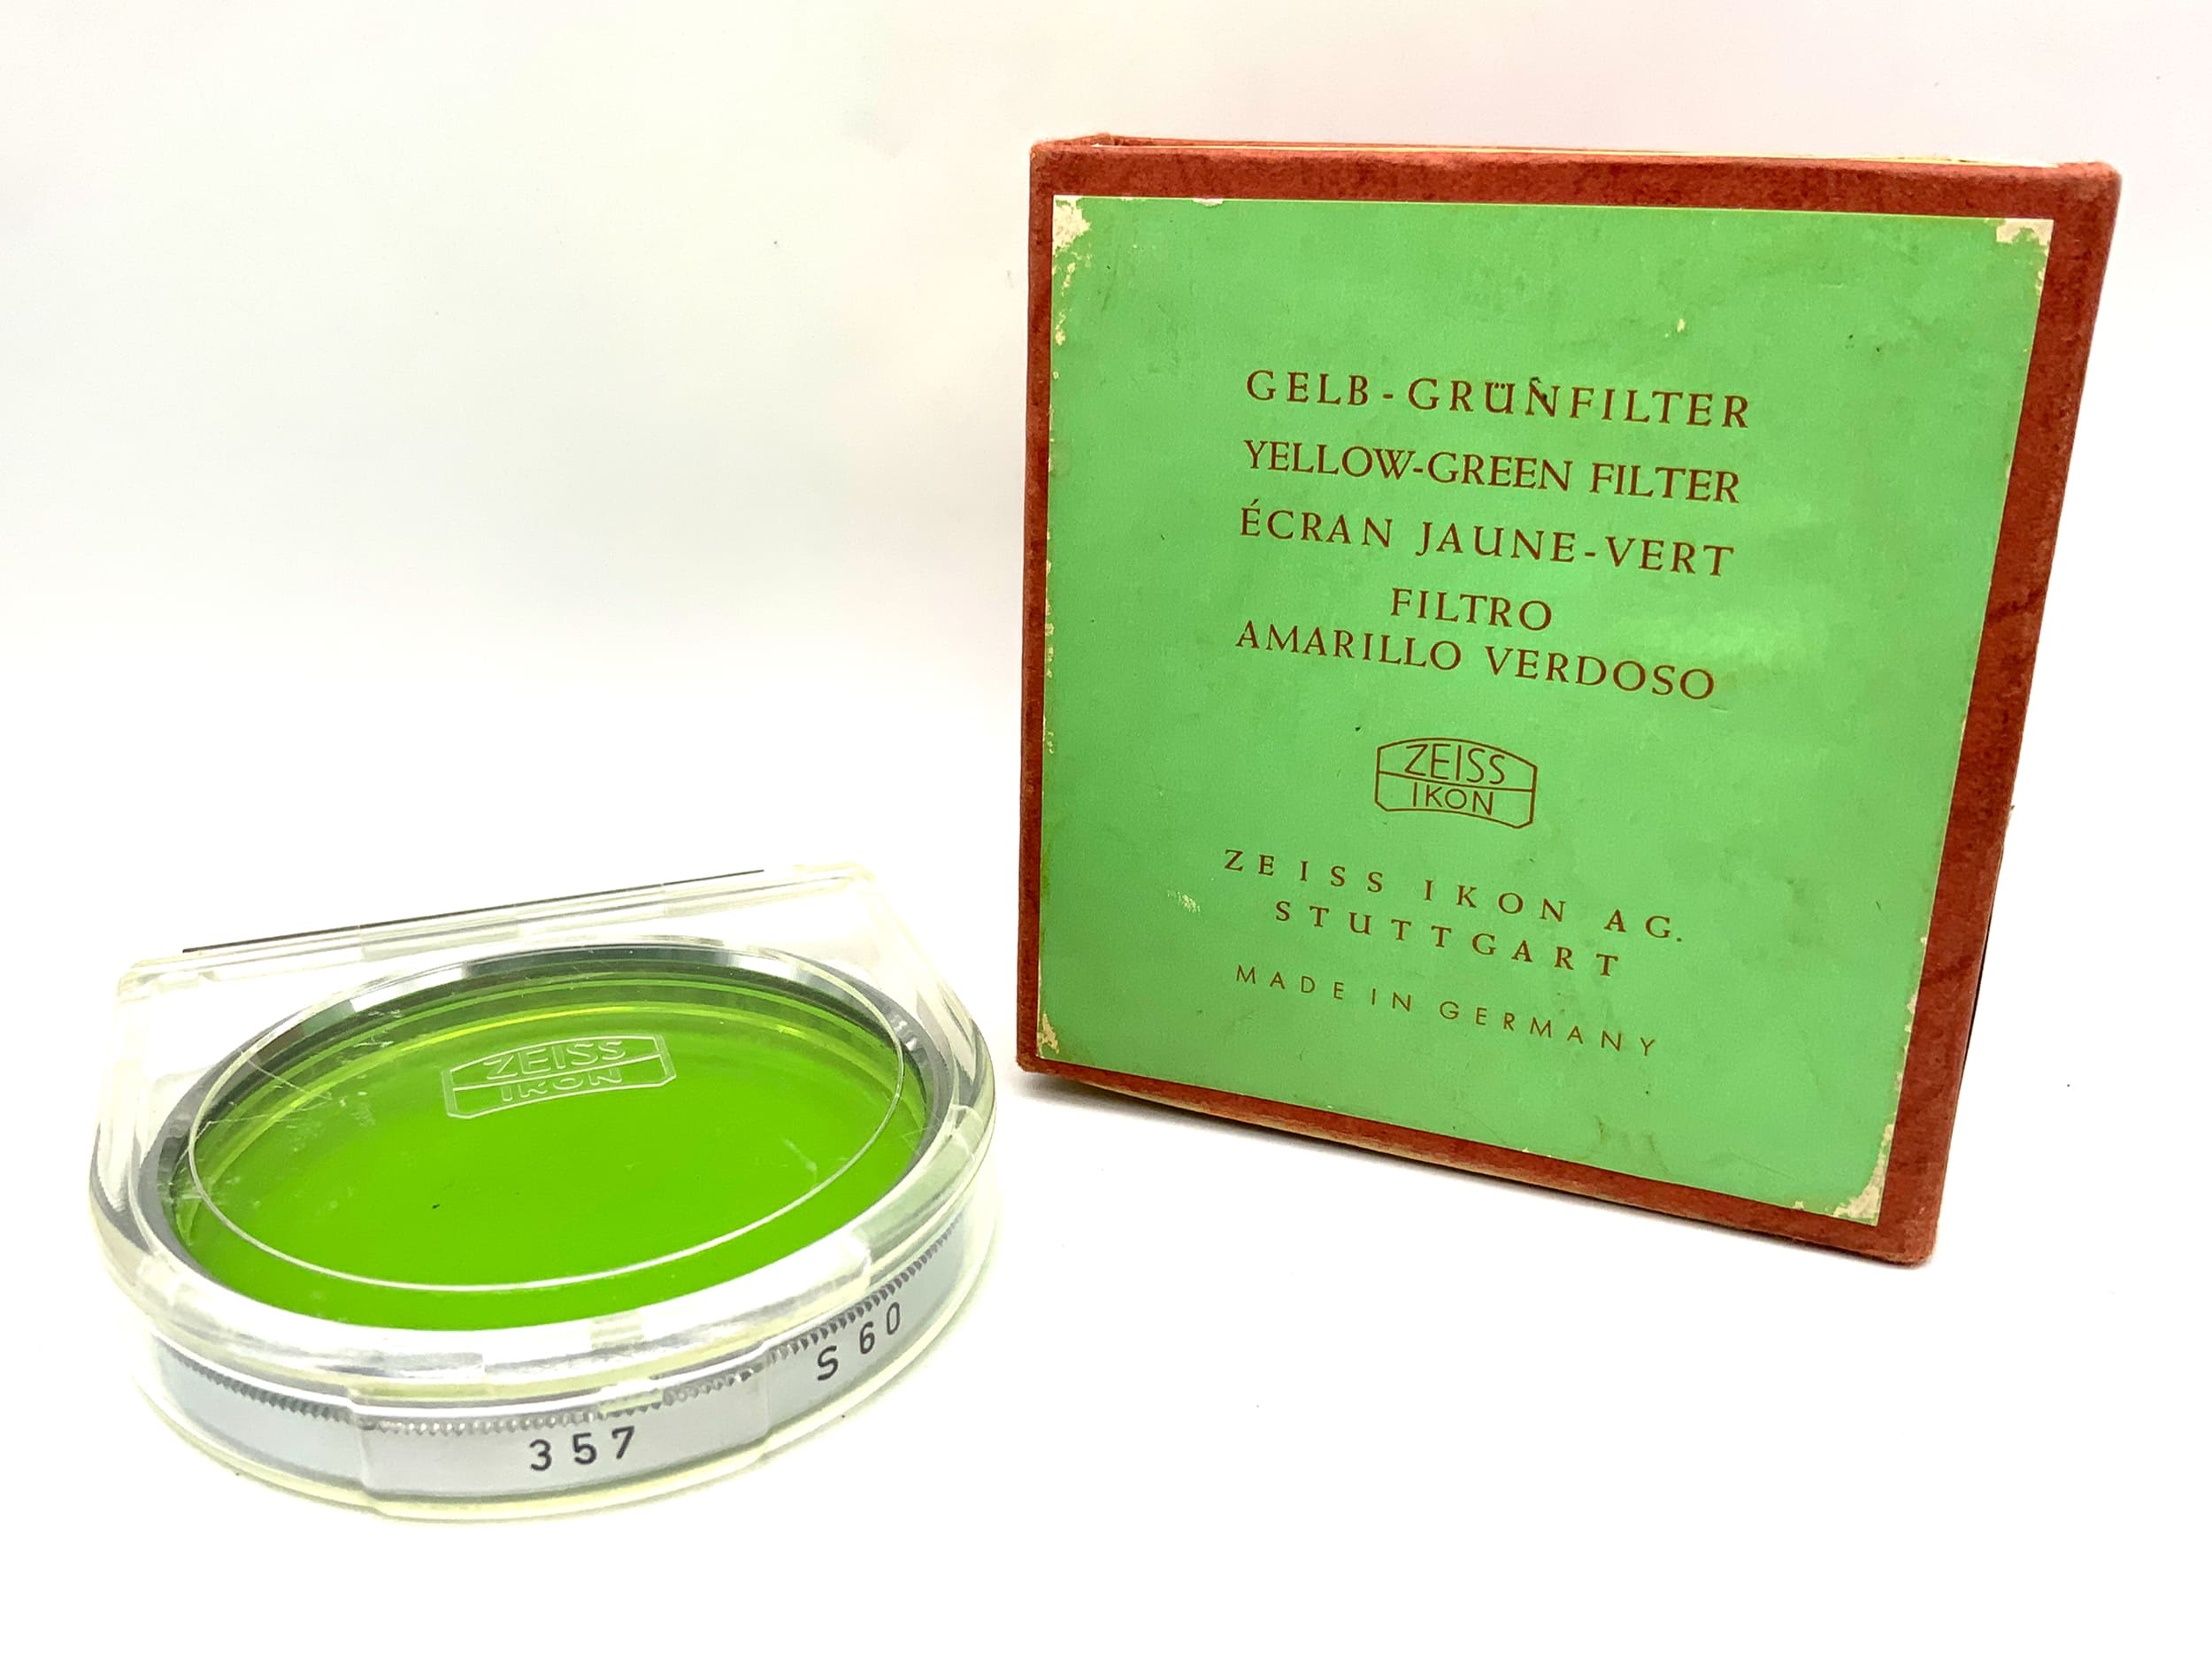 GELB-GRÜNFILTER
YELLOW-GREEN FILTER
ÉCRAN JAUNE-VERT
FILTRO
AMARILLO VERDOSO
ZEISS
IKON
ZEISS IKON AG.
STUTTGART
MADE IN GERMANY
ZEISS
IKON
357
S 60